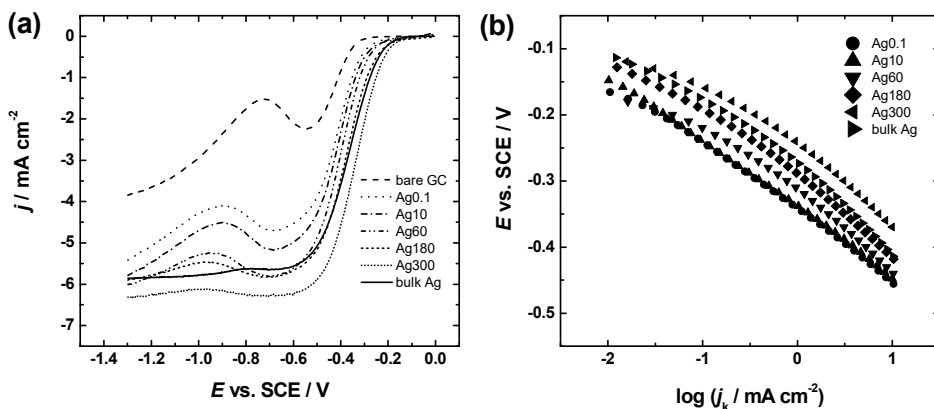 (a)
0
-1
-2
-3
-4
-5
-6
-7
j / mA cm-2
-1.4 -1.2 -1.0 -0.8 -0.6 -0.4 -0.2 0.0
E vs. SCE / V
bare GC
Ag0.1
Ag10
Ag60
Ag180
Ag300
bulk Ag
(b)
-0.1
-0.2
-0.3
-0.4
-0.5
E vs. SCE / V
-2 -1 0 1
log (jk / mA cm-2)
Ag0.1
Ag10
Ag60
Ag180
Ag300
bulk Ag